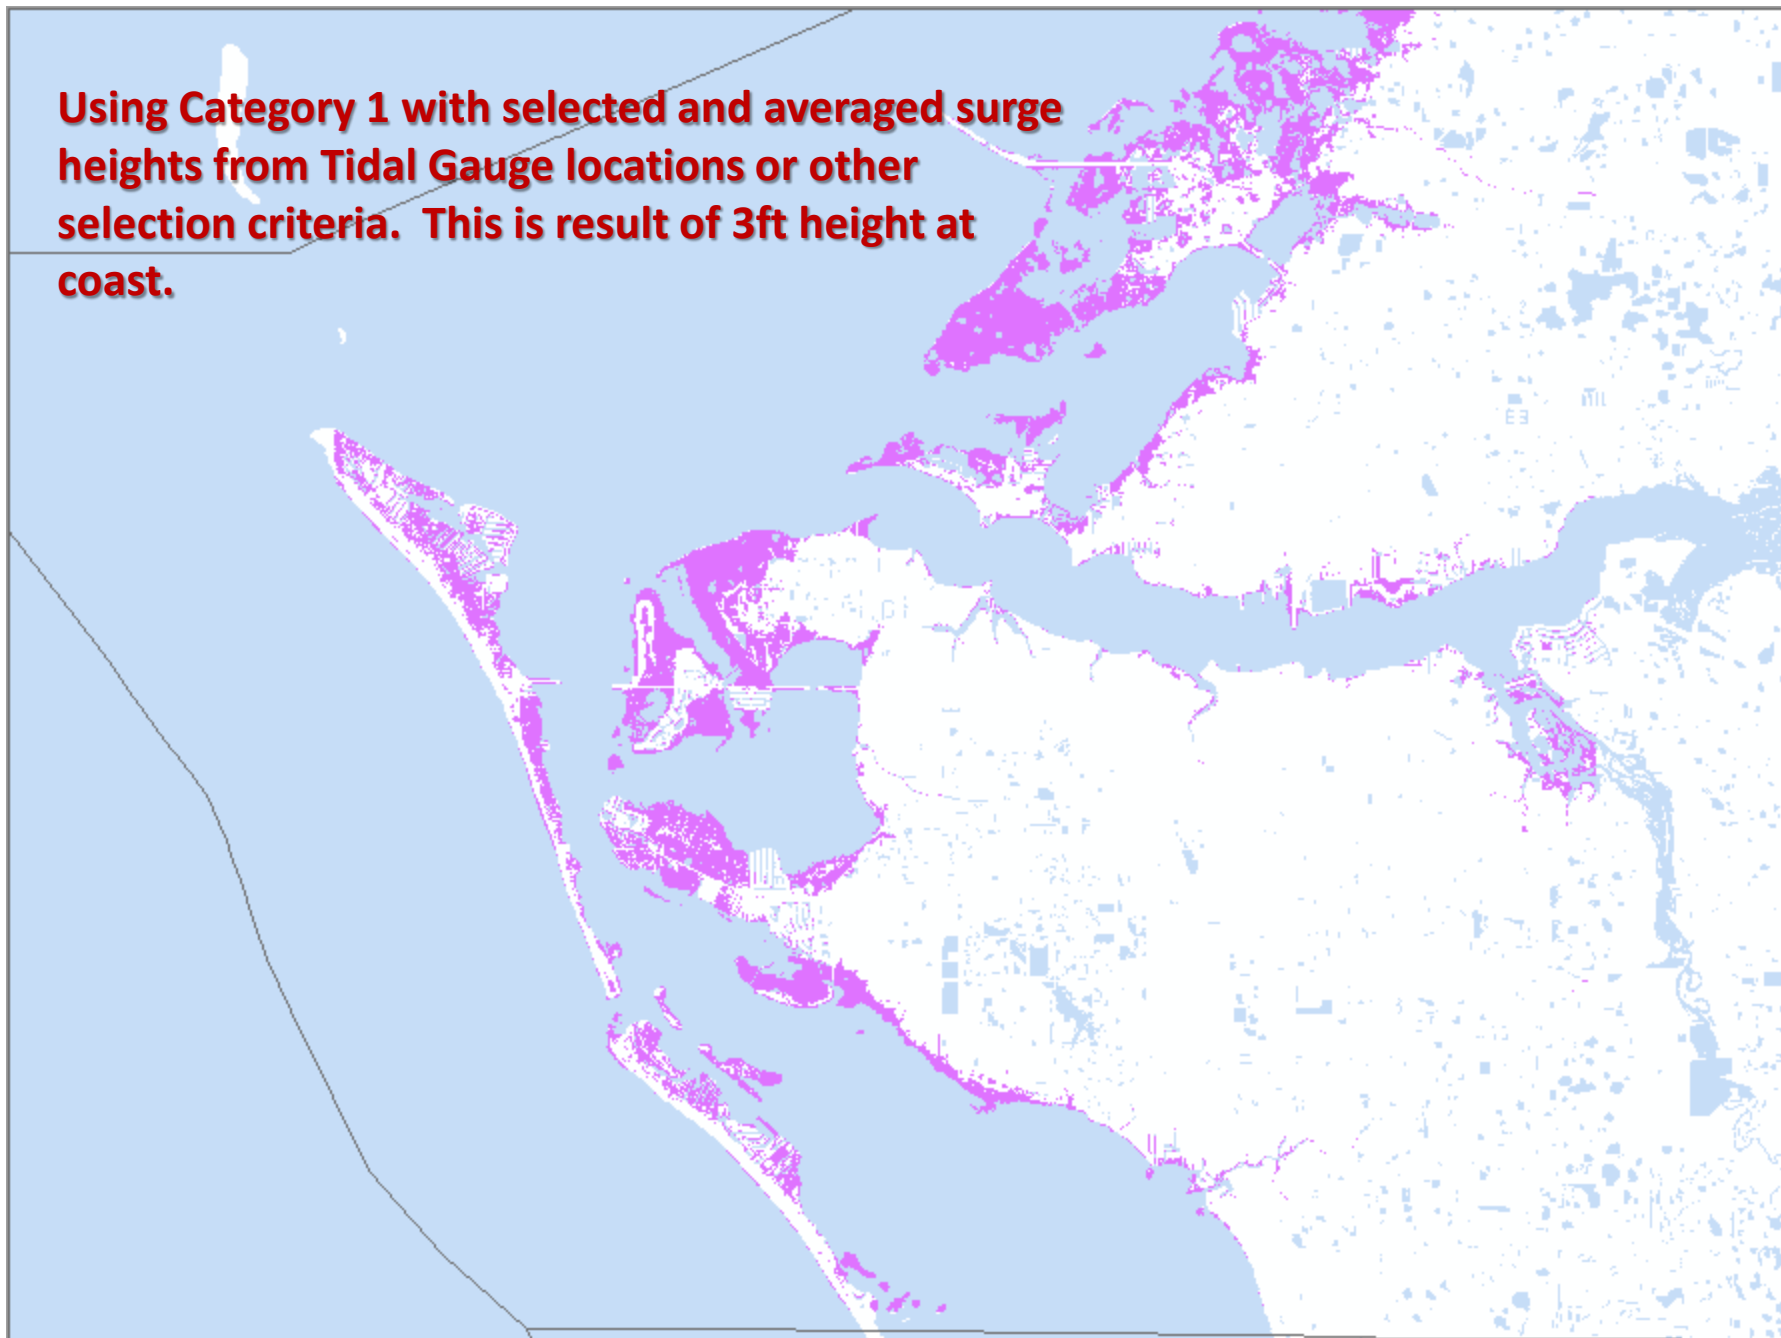 Using Category 1 with selected and averaged surge
heights from Tidal Gauge locations or other
selection criteria.  This is result of 3ft height at
coast.